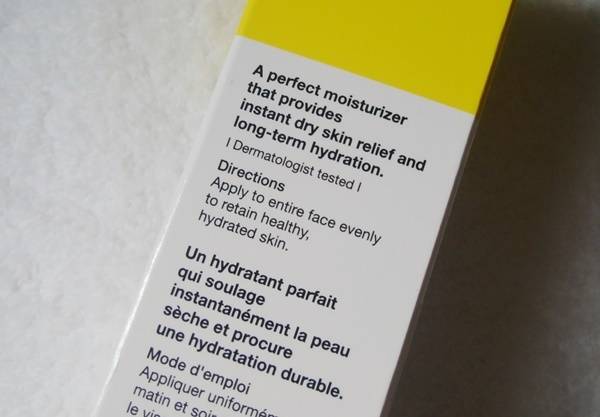 A perfect moisturizer
that provides
instant dry skin relief and
long-term hydration.
| Dermatologist tested |
Directions
Apply to entire face evenly
to retain healthy,
hydrated skin.
Un hydratant parfait
qui soulage
instantanément la peau
sèche et procure
une hydratation durable.
Mode d'emploi
Appliquer
matin et
le